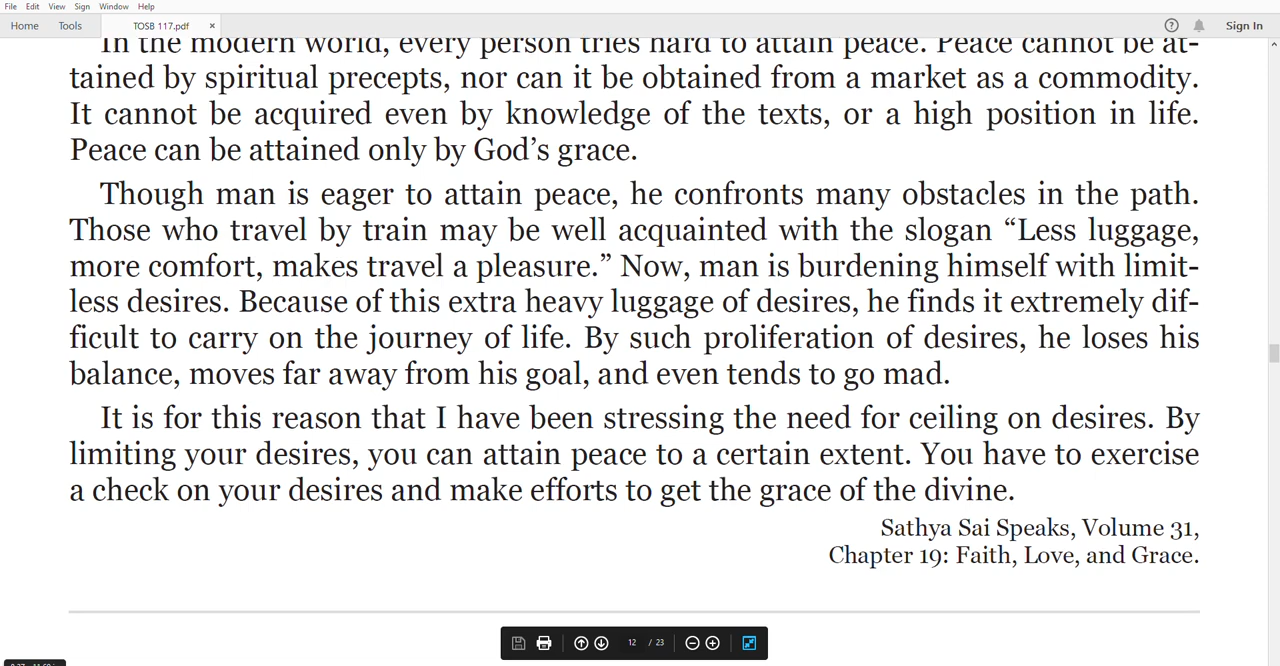 File Edit View Sign Window Help
Home Tools TOSB 117.pdf × ? Sign In
In the modern world, every person tries hard to attain peace. Peace cannot be at-
tained by spiritual precepts, nor can it be obtained from a market as a commodity.
It cannot be acquired even by knowledge of the texts, or a high position in life.
Peace can be attained only by God’s grace.
Though man is eager to attain peace, he confronts many obstacles in the path.
Those who travel by train may be well acquainted with the slogan “Less luggage,
more comfort, makes travel a pleasure.” Now, man is burdening himself with limit-
less desires. Because of this extra heavy luggage of desires, he finds it extremely dif-
ficult to carry on the journey of life. By such proliferation of desires, he loses his
balance, moves far away from his goal, and even tends to go mad.
It is for this reason that I have been stressing the need for ceiling on desires. By
limiting your desires, you can attain peace to a certain extent. You have to exercise
a check on your desires and make efforts to get the grace of the divine.
Sathya Sai Speaks, Volume 31,
Chapter 19: Faith, Love, and Grace.
12 / 23